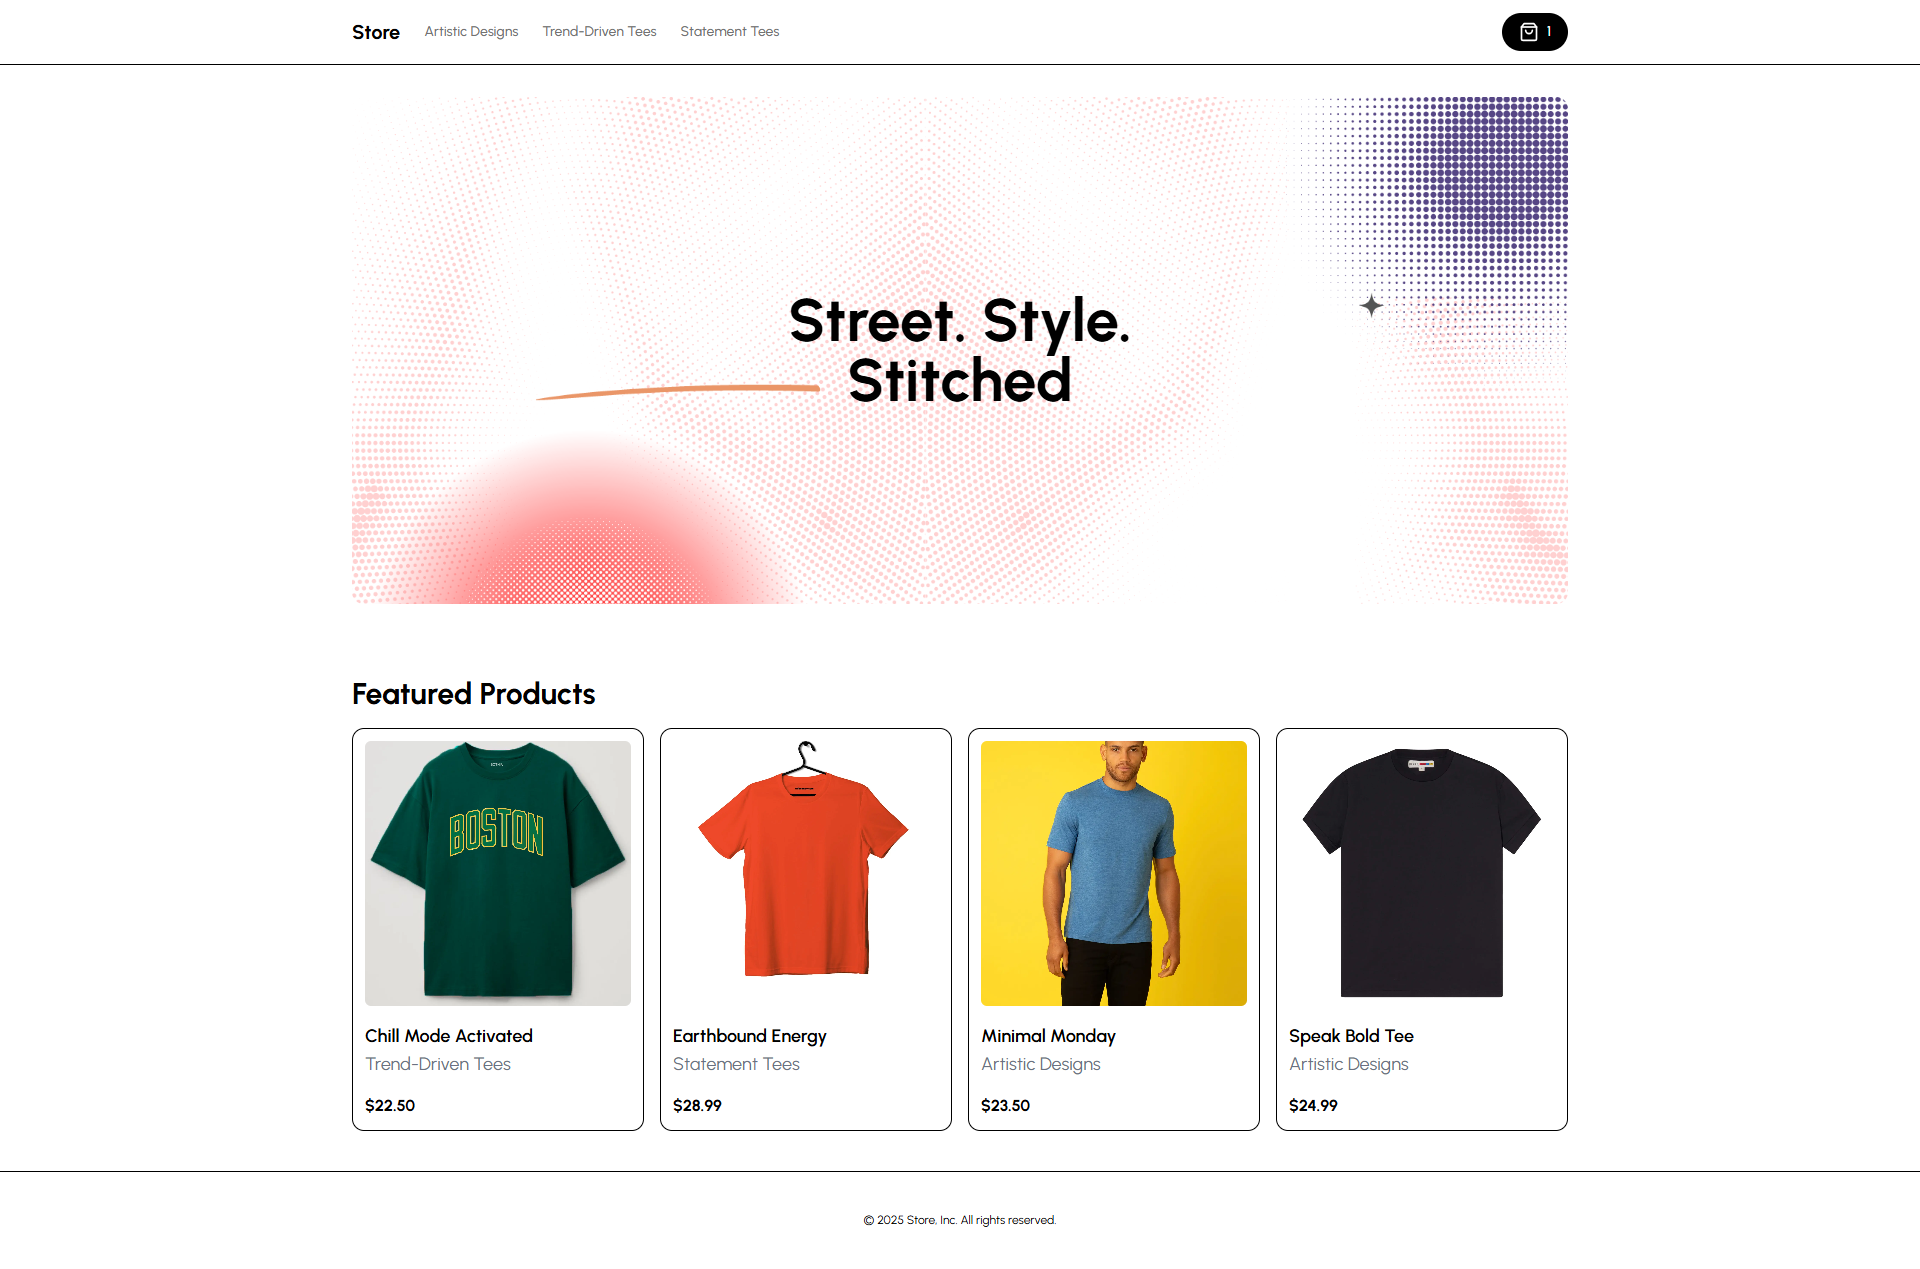 Store
Artistic Designs
Trend-Driven Tees
Statement Tees
1
Street. Style.
Stitched
Featured Products
BOSTON
Chill Mode Activated
Trend-Driven Tees
$22.50
Earthbound Energy
Statement Tees
$28.99
Minimal Monday
Artistic Designs
$23.50
Speak Bold Tee
Artistic Designs
$24.99
© 2025 Store, Inc. All rights reserved.